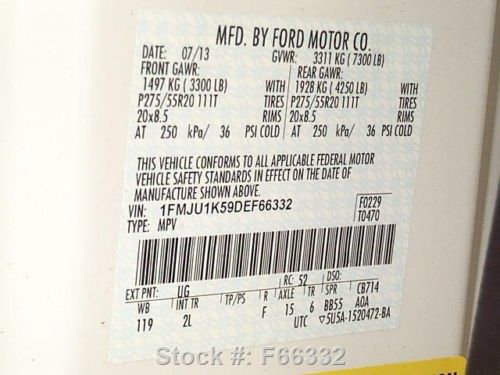 MFD. BY FORD MOTOR CO.
DATE: 07/13 GVWR: 3311 KG (7300 LB)
FRONT GAWR: REAR GAWR:
1497 KG (3300 LB) WITH 1928 KG (4250 LB) WITH
P275/55R20 111T TIRES P275/55R20 111T TIRES
20x8.5 RIMS 20x8.5 RIMS
AT 250 kPa/ 36 PSI COLD AT 250 kPa/ 36 PSI COLD
THIS VEHICLE CONFORMS TO ALL APPLICABLE FEDERAL MOTOR
VEHICLE SAFETY STANDARDS IN EFFECT ON THE DATE OF
MANUFACTURE SHOWN ABOVE.
VIN: 1FMJU1K59DEF66332 F0229
TYPE: MPV T0470
EXT PNT: UG RC: 52 DSO:
WB INT TR TP/PS R AXLE TR SPR C8714
119 2L F 15 6 BB55 AOA
UTC ▽5U5A-1520472-BA
Stock #: F66332